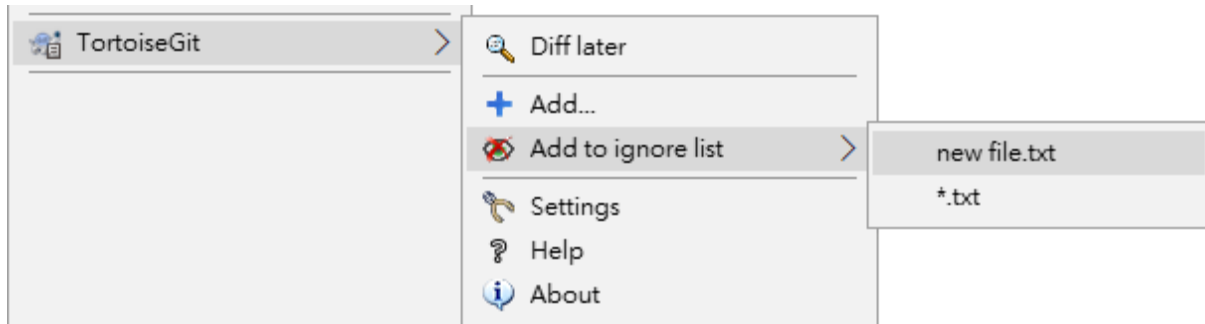 TortoiseGit
Diff later
Add...
Add to ignore list
new file.txt
*.txt
Settings
Help
About